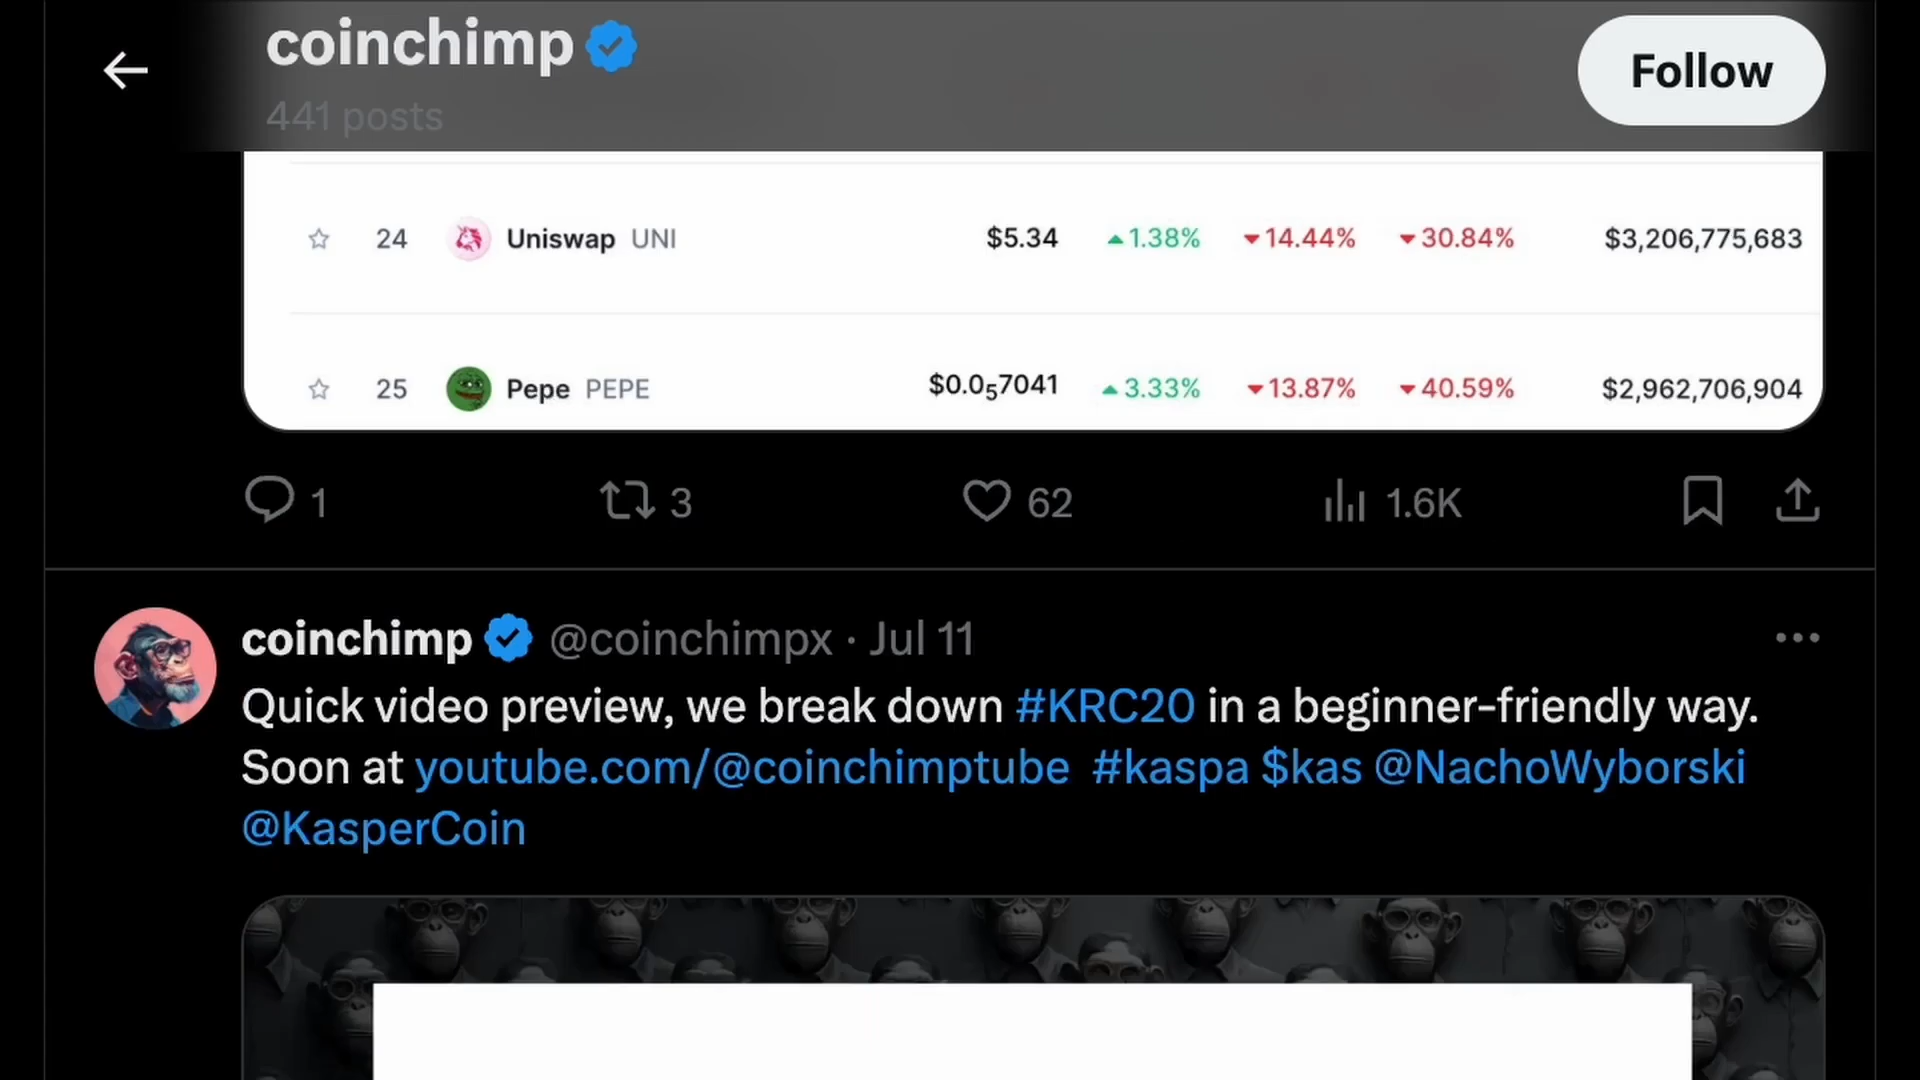 coinchimp
441 posts
Follow
24 Uniswap UNI $5.34 1.38% 14.44% 30.84% $3,206,775,683
25 Pepe PEPE $0.0₅7041 3.33% 13.87% 40.59% $2,962,706,904
1 3 62 1.6K
coinchimp @coinchimpx · Jul 11
Quick video preview, we break down #KRC20 in a beginner-friendly way.
Soon at youtube.com/@coinchimptube #kaspa $kas @NachoWyborski
@KasperCoin